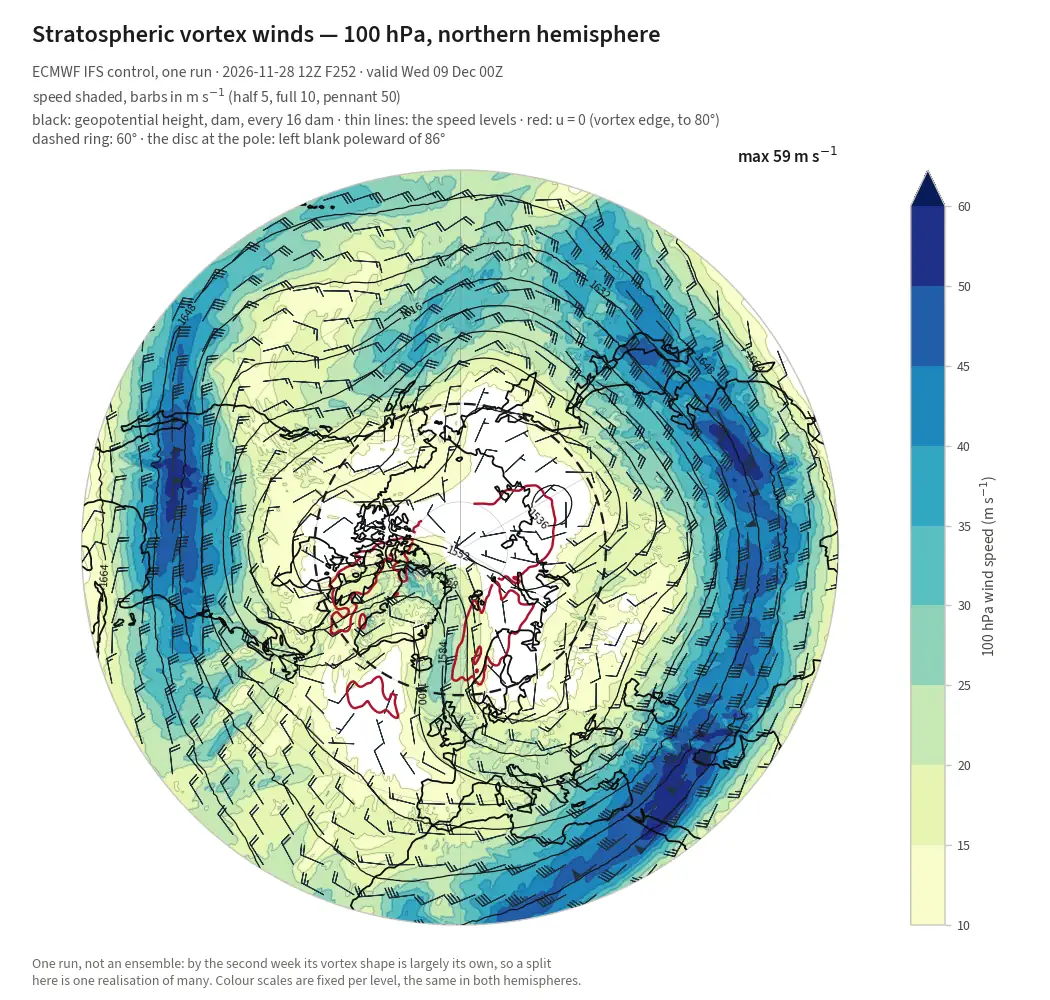 Stratospheric vortex winds — 100 hPa, northern hemisphere
ECMWF IFS control, one run · 2026-11-28 12Z F252 · valid Wed 09 Dec 00Z
speed shaded, barbs in m s⁻¹ (half 5, full 10, pennant 50)
black: geopotential height, dam, every 16 dam · thin lines: the speed levels · red: u = 0 (vortex edge, to 80°)
dashed ring: 60° · the disc at the pole: left blank poleward of 86°
max 59 m s⁻¹
60
50
45
40
35
30
25
20
15
10
100 hPa wind speed (m s⁻¹)
1648
1616
1632
1648
1536
1552
1584
1600
1664
One run, not an ensemble: by the second week its vortex shape is largely its own, so a split
here is one realisation of many. Colour scales are fixed per level, the same in both hemispheres.